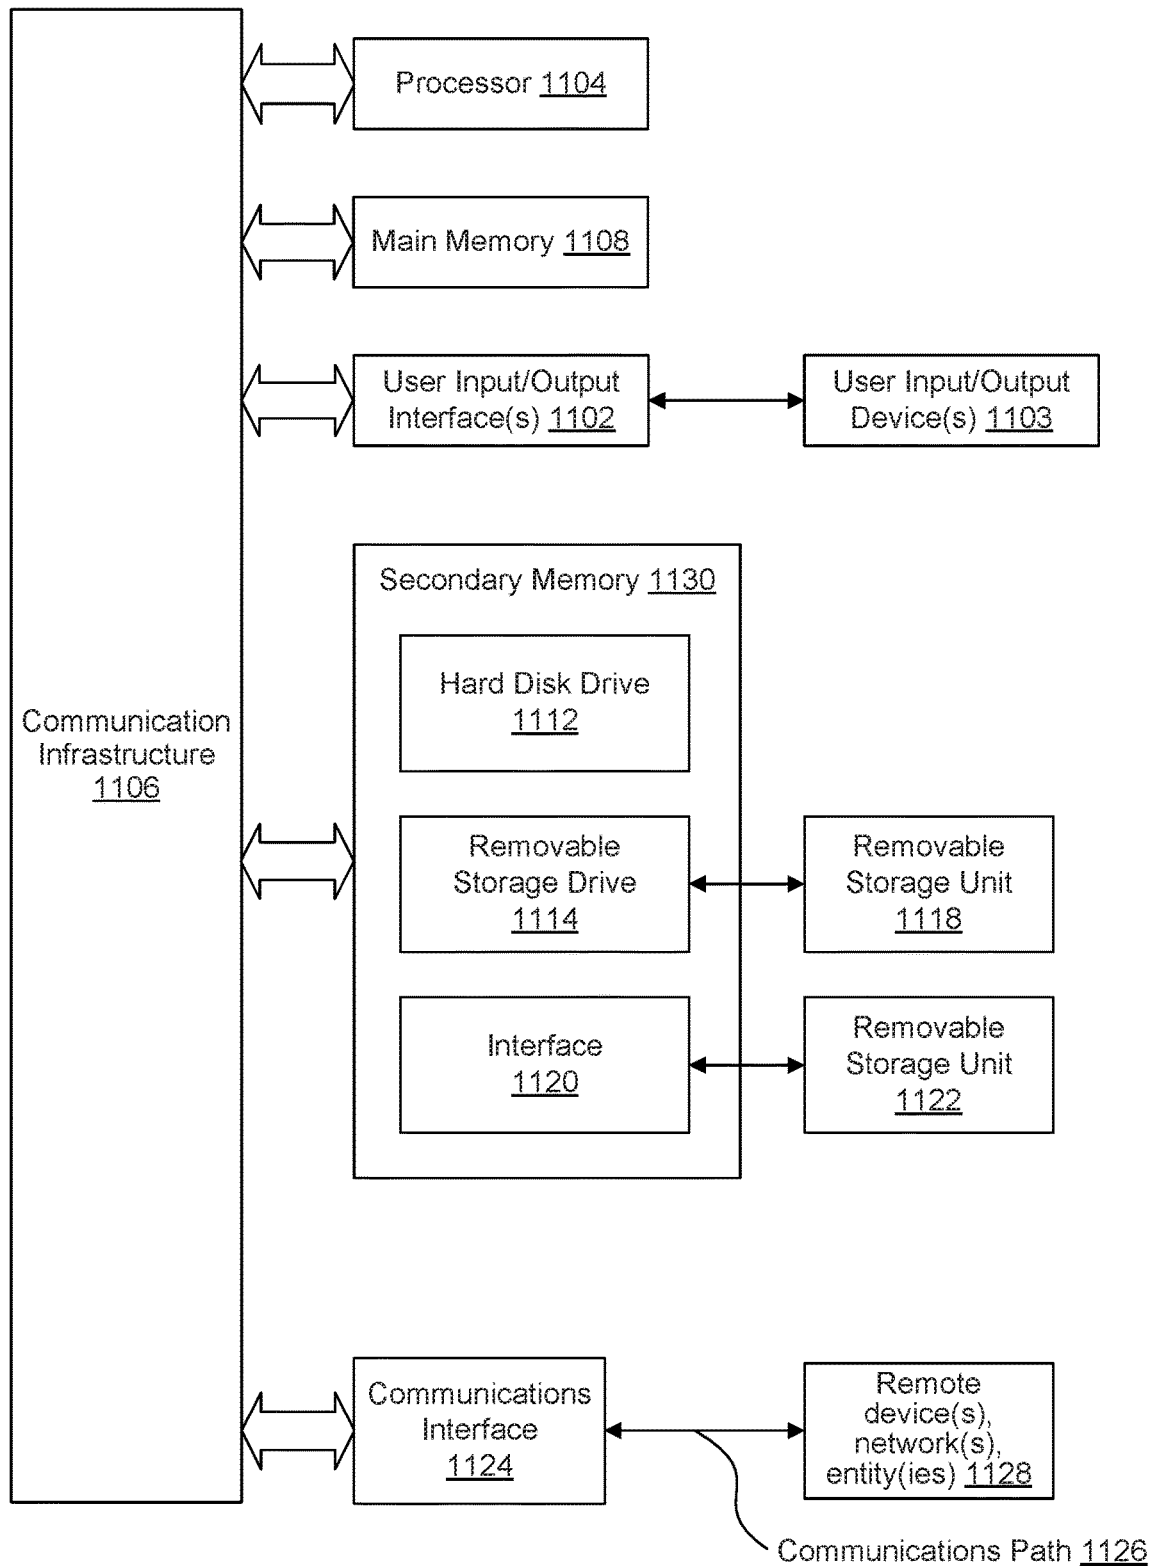 Processor 1104
Main Memory 1108
User Input/Output
Interface(s) 1102
User Input/Output
Device(s) 1103
Secondary Memory 1130
Hard Disk Drive
1112
Communication
Infrastructure
1106
Removable
Storage Drive
1114
Removable
Storage Unit
1118
Interface
1120
Removable
Storage Unit
1122
Communications
Interface
1124
Remote
device(s),
network(s),
entity(ies) 1128
Communications Path 1126